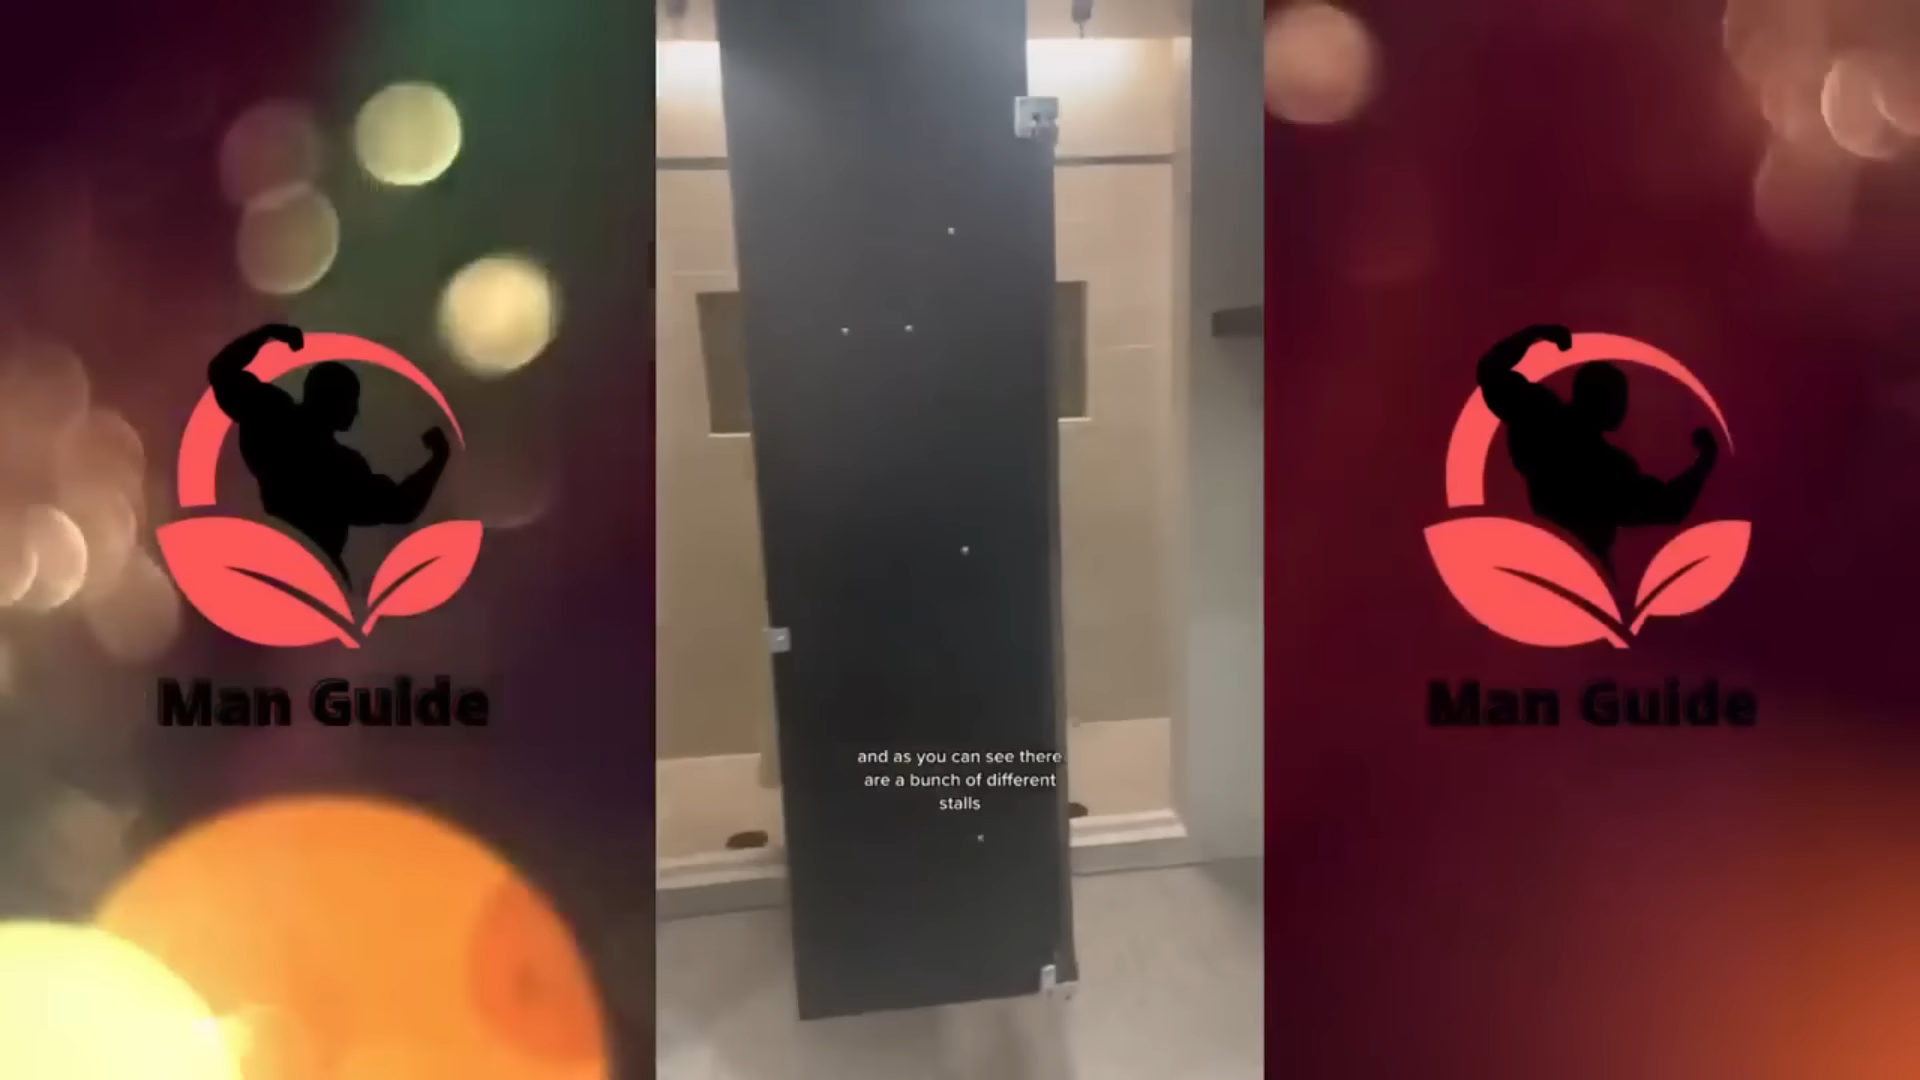 Man Guide
and as you can see there
are a bunch of different
stalls
Man Guide